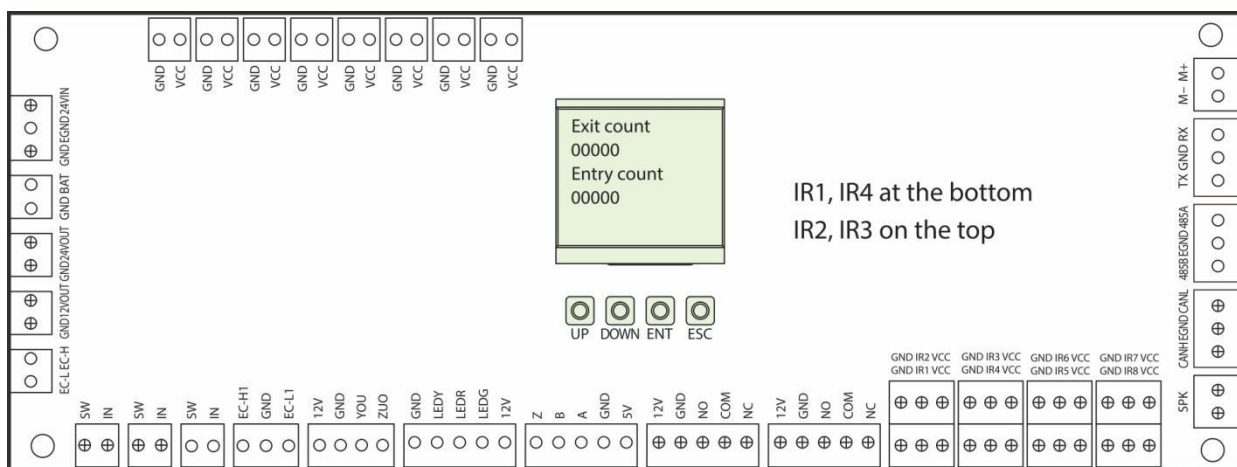 GND VCC GND VCC GND VCC GND VCC GND VCC GND VCC GND VCC GND VCC
Exit count
00000
Entry count
00000
IR1, IR4 at the bottom
IR2, IR3 on the top
UP DOWN ENT ESC
GND EGND 24VIN
GND BAT
GND 24VOUT
GND 12VOUT
EC-L EC-H
M- M+
TX GND RX
485B EGND 485A
CANH EGND CANL
SPK
SW IN
SW IN
SW IN
EC-H1 GND EC-L1
12V GND YOU ZUO
GND LEDY LEDR LEDG 12V
Z B A GND 5V
12V GND NO COM NC
12V GND NO COM NC
GND IR2 VCC GND IR3 VCC GND IR6 VCC GND IR7 VCC
GND IR1 VCC GND IR4 VCC GND IR5 VCC GND IR8 VCC